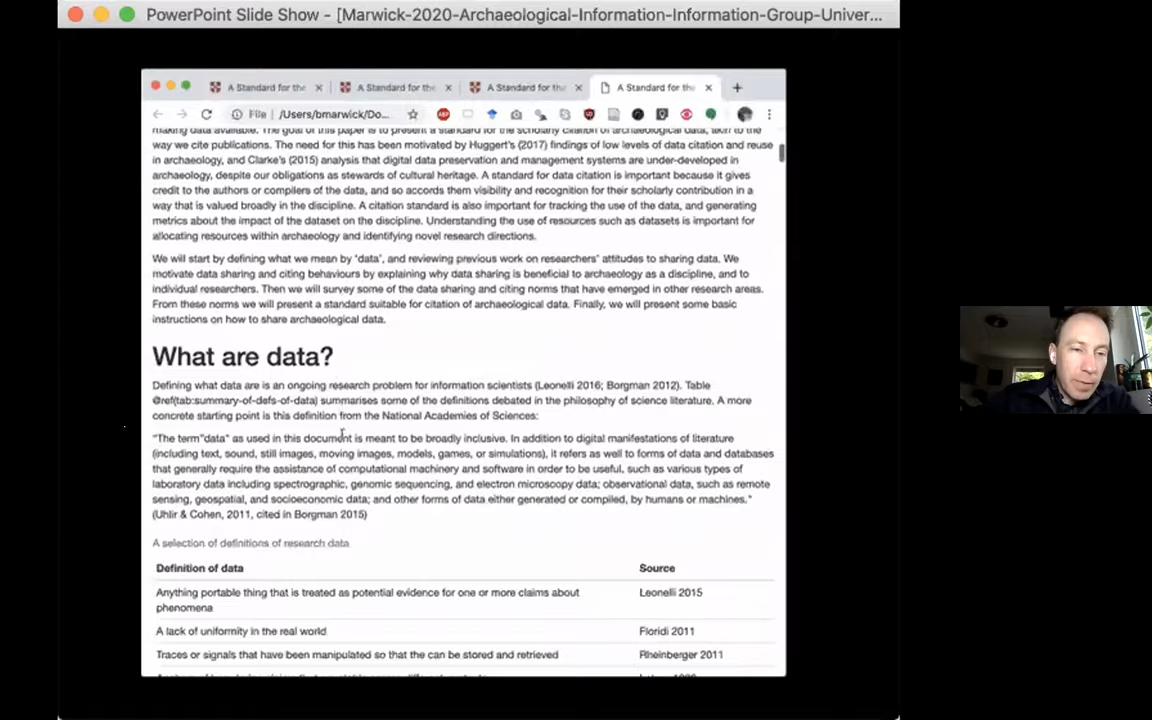 PowerPoint Slide Show - [Marwick-2020-Archaeological-Information-Information-Group-Univer...
A Standard for the
A Standard for the
A Standard for the
A Standard for the
File /Users/bmarwick/Do...
making data available. The goal of this paper is to present a standard for the scholarly citation of archaeological data, akin to the
way we cite publications. The need for this has been motivated by Huggert's (2017) findings of low levels of data citation and reuse
in archaeology, and Clarke's (2015) analysis that digital data preservation and management systems are under-developed in
archaeology, despite our obligations as stewards of cultural heritage. A standard for data citation is important because it gives
credit to the authors or compilers of the data, and so accords them visibility and recognition for their scholarly contribution in a
way that is valued broadly in the discipline. A citation standard is also important for tracking the use of the data, and generating
metrics about the impact of the dataset on the discipline. Understanding the use of resources such as datasets is important for
allocating resources within archaeology and identifying novel research directions.
We will start by defining what we mean by 'data', and reviewing previous work on researchers' attitudes to sharing data. We
motivate data sharing and citing behaviours by explaining why data sharing is beneficial to archaeology as a discipline, and to
individual researchers. Then we will survey some of the data sharing and citing norms that have emerged in other research areas.
From these norms we will present a standard suitable for citation of archaeological data. Finally, we will present some basic
instructions on how to share archaeological data.
What are data?
Defining what data are is an ongoing research problem for information scientists (Leonelli 2016; Borgman 2012). Table
@ref(tab:summary-of-defs-of-data) summarises some of the definitions debated in the philosophy of science literature. A more
concrete starting point is this definition from the National Academies of Sciences:
"The term"data" as used in this document is meant to be broadly inclusive. In addition to digital manifestations of literature
(including text, sound, still images, moving images, models, games, or simulations), it refers as well to forms of data and databases
that generally require the assistance of computational machinery and software in order to be useful, such as various types of
laboratory data including spectrographic, genomic sequencing, and electron microscopy data; observational data, such as remote
sensing, geospatial, and socioeconomic data; and other forms of data either generated or compiled, by humans or machines."
(Uhlir & Cohen, 2011, cited in Borgman 2015)
A selection of definitions of research data
Definition of data Source
Anything portable thing that is treated as potential evidence for one or more claims about Leonelli 2015
phenomena
A lack of uniformity in the real world Floridi 2011
Traces or signals that have been manipulated so that the can be stored and retrieved Rheinberger 2011